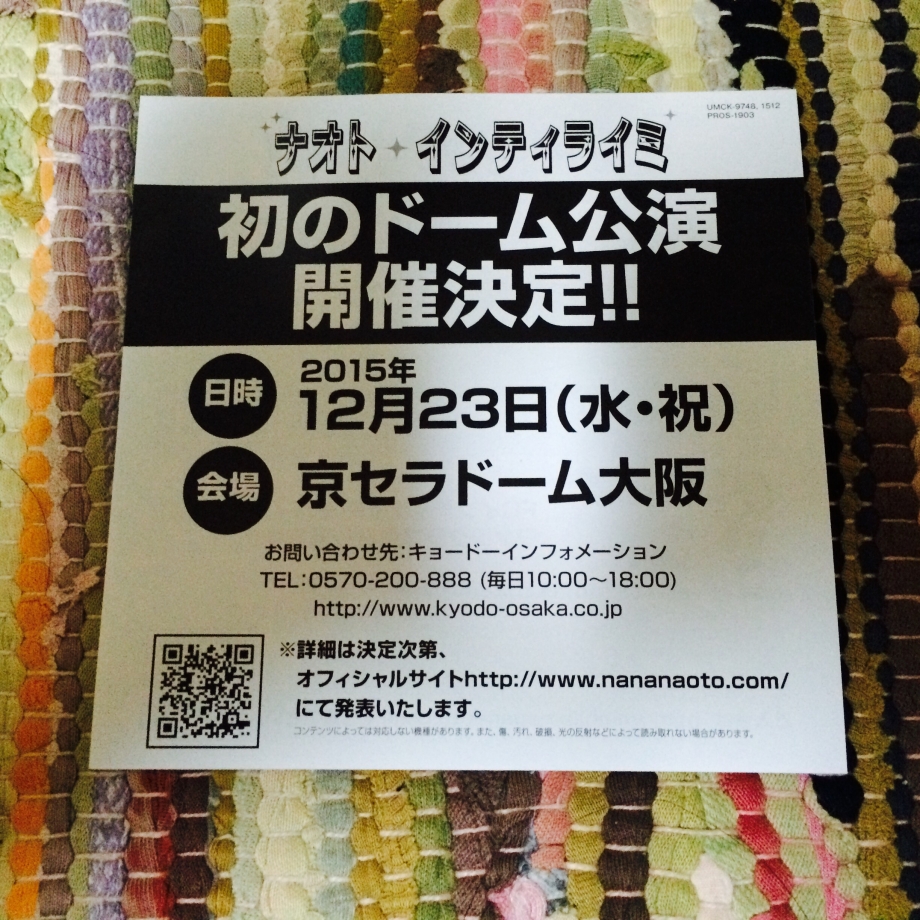 UMCK-9748, 1512
PROS-1903
ナオト インティライミ
初のドーム公演
開催決定!!
日時
2015年
12月23日(水・祝)
会場
京セラドーム大阪
お問い合わせ先:キョードーインフォメーション
TEL:0570-200-888 (毎日10:00〜18:00)
http://www.kyodo-osaka.co.jp
※詳細は決定次第、
オフィシャルサイトhttp://www.nananaoto.com/
にて発表いたします。
コンテンツによっては対応しない機種があります。また、傷、汚れ、破損、光の反射などによって読み取れない場合があります。